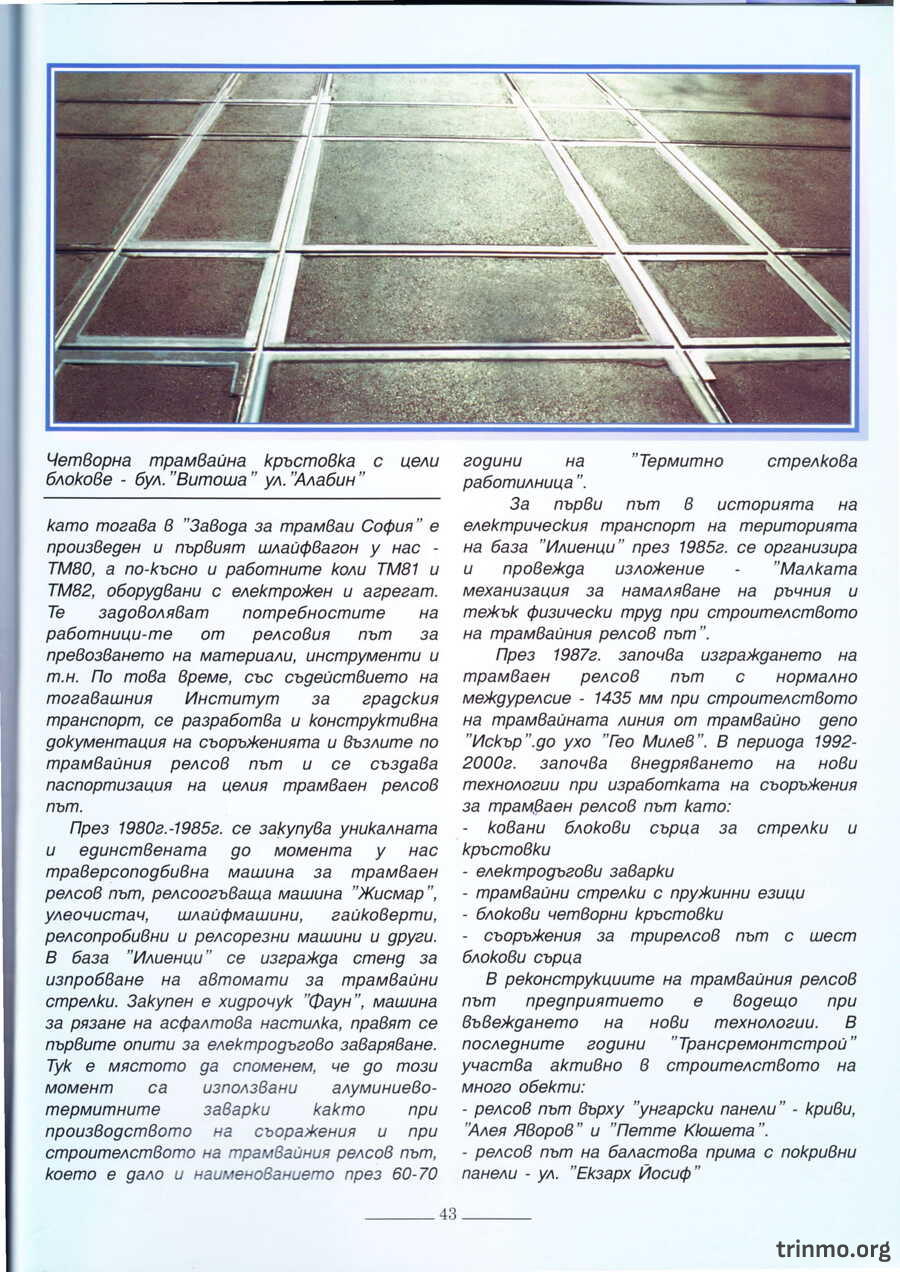 Четворна трамвайна кръстовка с цели
блокове - бул."Витоша" ул."Алабин"
като тогава в "Завода за трамваи София" е
произведен и първият шлайфвагон у нас -
ТМ80, а по-късно и работните коли ТМ81 и
ТМ82, оборудвани с електрожен и агрегат.
Те задоволяват потребностите на
работници-те от релсовия път за
превозването на материали, инструменти и
т.н. По това време, със съдействието на
тогавашния Институт за градския
транспорт, се разработва и конструктивна
документация на съоръженията и възлите по
трамвайния релсов път и се създава
паспортизация на целия трамваен релсов
път.
През 1980г.-1985г. се закупува уникалната
и единствената до момента у нас
траверсоподбивна машина за трамваен
релсов път, релсоогъваща машина "Жисмар",
улеочистач, шлайфмашини, гайковерти,
релсопробивни и релсорезни машини и други.
В база "Илиенци" се изгражда стенд за
изпробване на автомати за трамвайни
стрелки. Закупен е хидрочук "Фаун", машина
за рязане на асфалтова настилка, правят се
първите опити за електродъгово заваряване.
Тук е мястото да споменем, че до този
момент са използвани алуминиево-
термитните заварки както при
производството на съоражения и при
строителството на трамвайния релсов път,
което е дало и наименованието през 60-70
години на "Термитно стрелкова
работилница".
За първи път в историята на
електрическия транспорт на територията
на база "Илиенци" през 1985г. се организира
и провежда изложение - "Малката
механизация за намаляване на ръчния и
тежък физически труд при строителството
на трамвайния релсов път".
През 1987г. започва изграждането на
трамваен релсов път с нормално
междурелсие - 1435 мм при строителството
на трамвайната линия от трамвайно депо
"Искър".до ухо "Гео Милев". В периода 1992-
2000г. започва внедряването на нови
технологии при изработката на съоръжения
за трамваен релсов път като:
- ковани блокови сърца за стрелки и
кръстовки
- електродъгови заварки
- трамвайни стрелки с пружинни езици
- блокови четворни кръстовки
- съоръжения за трирелсов път с шест
блокови сърца
В реконструкциите на трамвайния релсов
път предприятието е водещо при
въвеждането на нови технологии. В
последните години "Трансремонтстрой"
участва активно в строителството на
много обекти:
- релсов път върху "унгарски панели" - криви,
"Алея Яворов" и "Петте Кюшета".
- релсов път на баластова прима с покривни
панели - ул. "Екзарх Йосиф"
43
trinmo.org